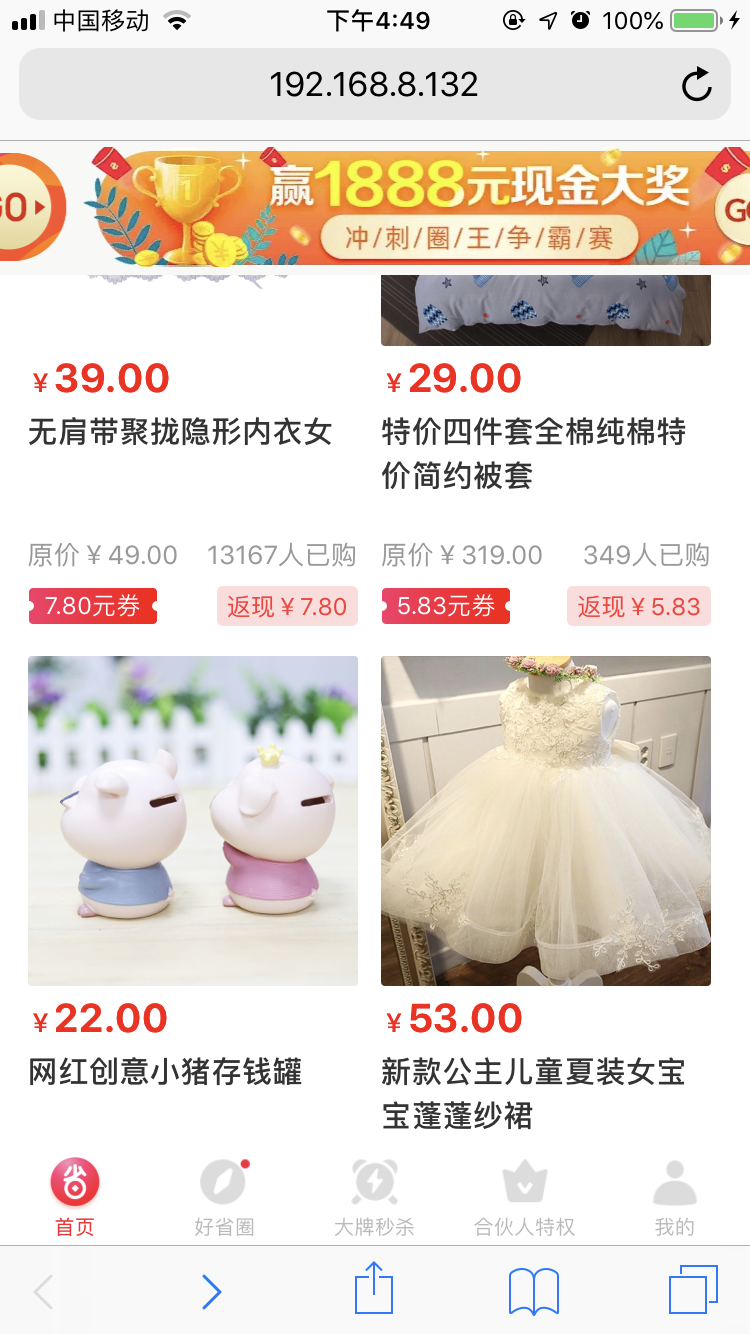 中国移动
下午4:49
100%
192.168.8.132
GO
赢1888元现金大奖
冲/刺/圈/王/争/霸/赛
GO
¥39.00
¥29.00
无肩带聚拢隐形内衣女
特价四件套全棉纯棉特
价简约被套
原价¥49.00
13167人已购
原价¥319.00
349人已购
7.80元券
返现¥7.80
5.83元券
返现¥5.83
¥22.00
¥53.00
网红创意小猪存钱罐
新款公主儿童夏装女宝
宝蓬蓬纱裙
省
首页
好省圈
大牌秒杀
合伙人特权
我的